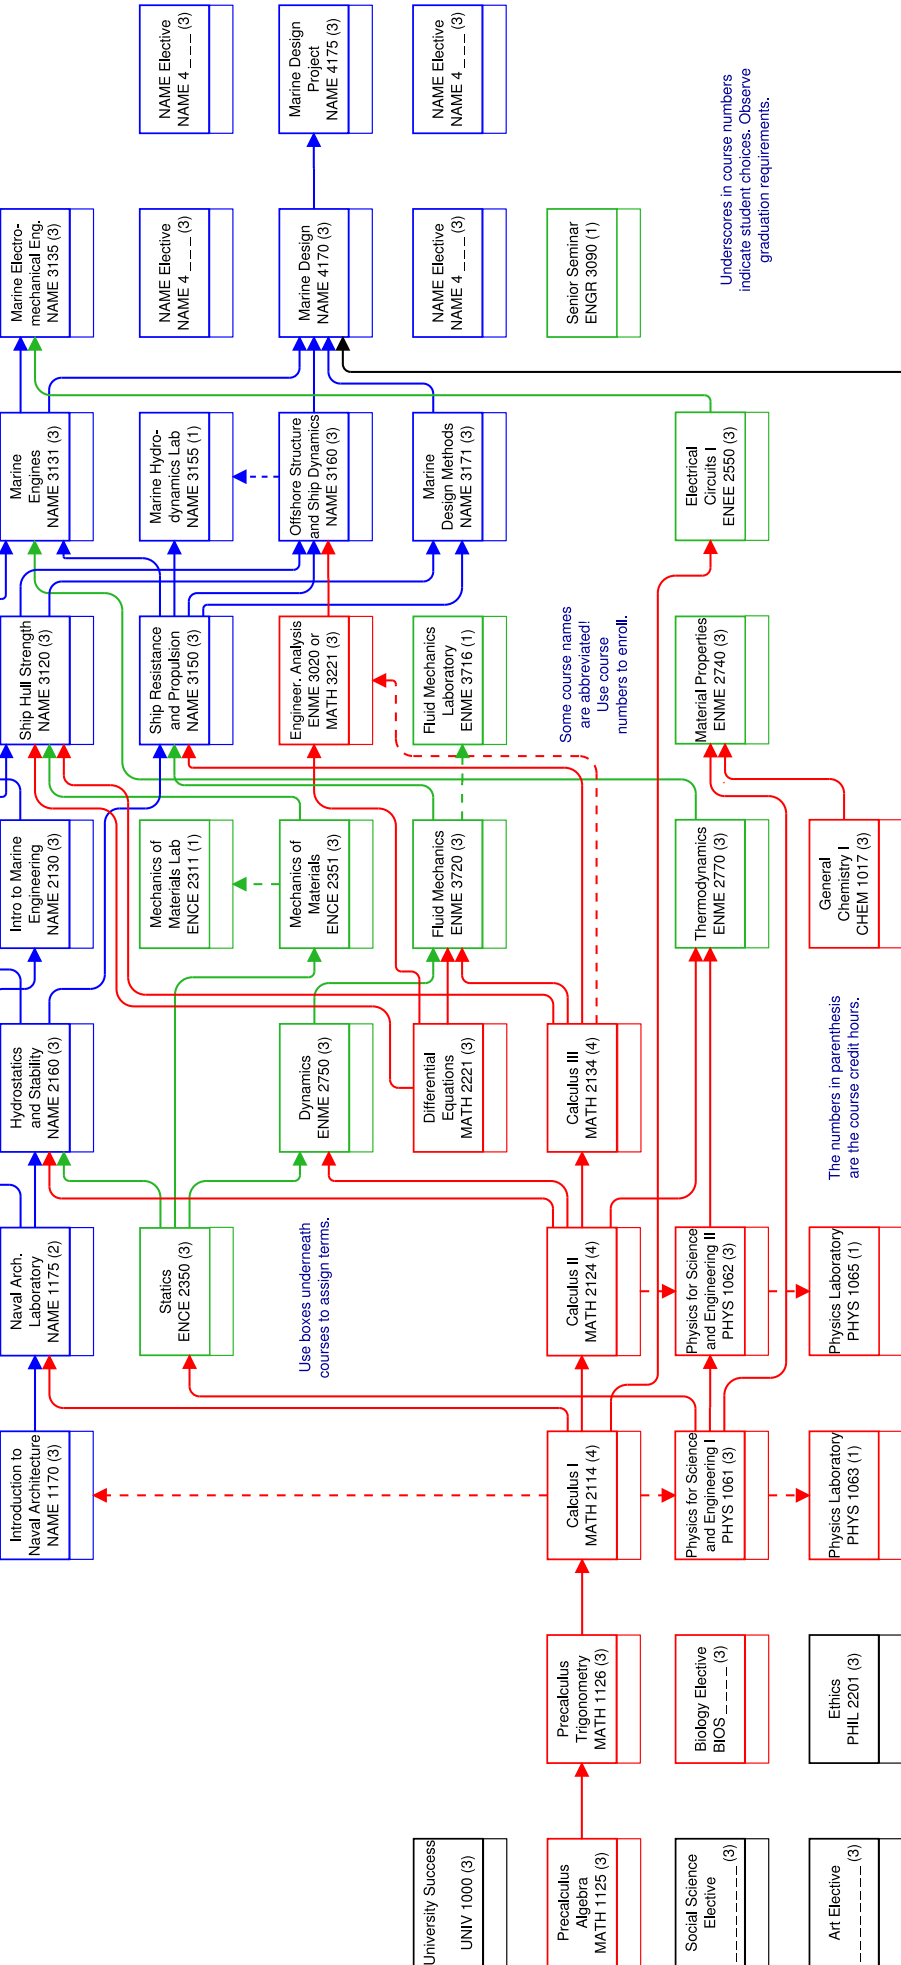 Introduction to
Naval Architecture
NAME 1170 (3)
Naval Arch.
Laboratory
NAME 1175 (2)
Hydrostatics
and Stability
NAME 2160 (3)
Intro to Marine
Engineering
NAME 2130 (3)
Ship Hull Strength
NAME 3120 (3)
Marine
Engines
NAME 3131 (3)
Marine Electro-
mechanical Eng.
NAME 3135 (3)
Statics
ENCE 2350 (3)
Mechanics of
Materials Lab
ENCE 2311 (1)
Ship Resistance
and Propulsion
NAME 3150 (3)
Marine Hydro-
dynamics Lab
NAME 3155 (1)
NAME Elective
NAME 4 _ _ _ (3)
NAME Elective
NAME 4 _ _ _ (3)
Use boxes underneath
courses to assign terms.
Dynamics
ENME 2750 (3)
Mechanics of
Materials
ENCE 2351 (3)
Engineer. Analysis
ENME 3020 or
MATH 3221 (3)
Offshore Structure
and Ship Dynamics
NAME 3160 (3)
Marine Design
NAME 4170 (3)
Marine Design
Project
NAME 4175 (3)
University Success
UNIV 1000 (3)
Differential
Equations
MATH 2221 (3)
Fluid Mechanics
ENME 3720 (3)
Fluid Mechanics
Laboratory
ENME 3716 (1)
Marine
Design Methods
NAME 3171 (3)
NAME Elective
NAME 4 _ _ _ (3)
NAME Elective
NAME 4 _ _ _ (3)
Precalculus
Algebra
MATH 1125 (3)
Precalculus
Trigonometry
MATH 1126 (3)
Calculus I
MATH 2114 (4)
Calculus II
MATH 2124 (4)
Calculus III
MATH 2134 (4)
Some course names
are abbreviated!
Use course
numbers to enroll.
Senior Seminar
ENGR 3090 (1)
Social Science
Elective
_ _ _ _ _ _ _ _ (3)
Biology Elective
BIOS _ _ _ _ (3)
Physics for Science
and Engineering I
PHYS 1061 (3)
Physics for Science
and Engineering II
PHYS 1062 (3)
Thermodynamics
ENME 2770 (3)
Material Properties
ENME 2740 (3)
Electrical
Circuits I
ENEE 2550 (3)
Underscores in course numbers
indicate student choices. Observe
graduation requirements.
Art Elective
_ _ _ _ _ _ _ _ (3)
Ethics
PHIL 2201 (3)
Physics Laboratory
PHYS 1063 (1)
Physics Laboratory
PHYS 1065 (1)
The numbers in parenthesis
are the course credit hours.
General
Chemistry I
CHEM 1017 (3)